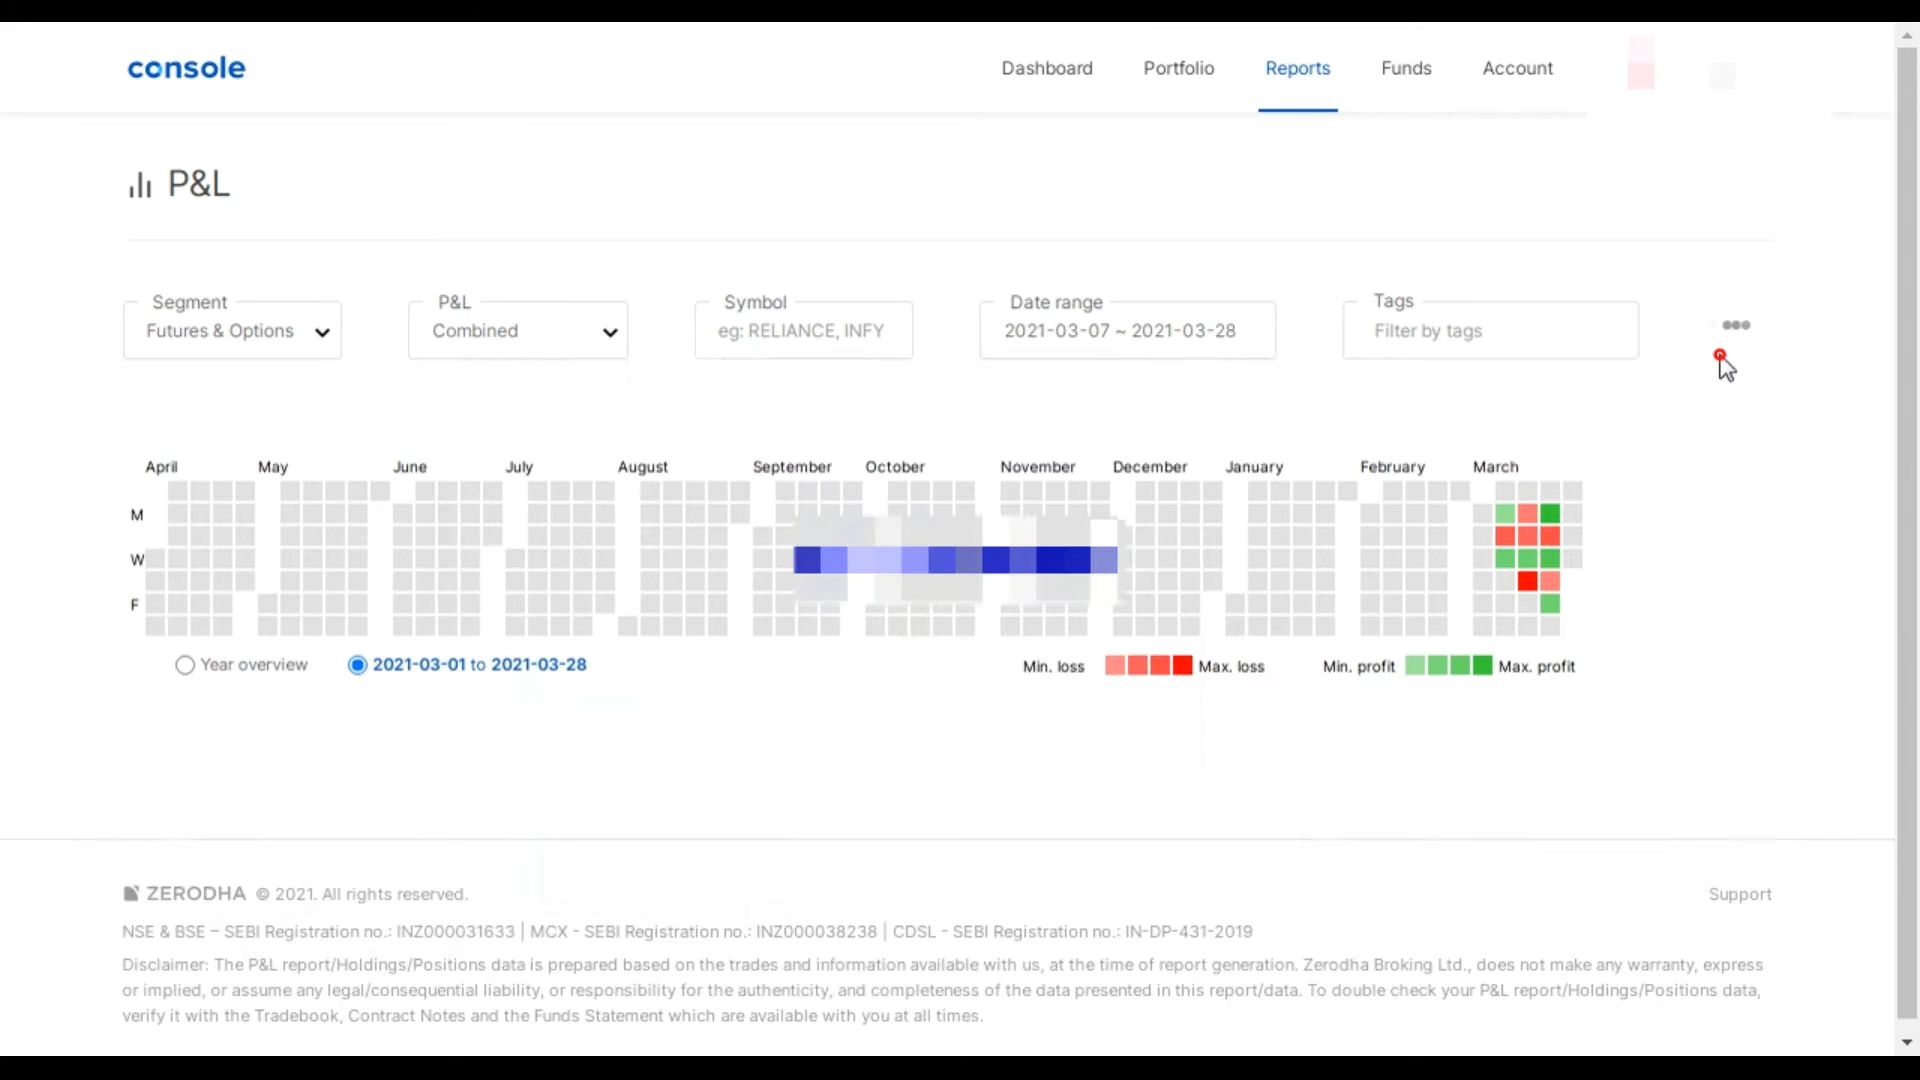 console
Dashboard Portfolio Reports Funds Account
P&L
Segment P&L Symbol Date range Tags
Futures & Options Combined eg: RELIANCE, INFY 2021-03-07 ~ 2021-03-28 Filter by tags
April May June July August September October November December January February March
M
W
F
Year overview 2021-03-01 to 2021-03-28 Min. loss Max. loss Min. profit Max. profit
ZERODHA © 2021. All rights reserved. Support
NSE & BSE – SEBI Registration no.: INZ000031633 | MCX - SEBI Registration no.: INZ000038238 | CDSL - SEBI Registration no.: IN-DP-431-2019
Disclaimer: The P&L report/Holdings/Positions data is prepared based on the trades and information available with us, at the time of report generation. Zerodha Broking Ltd., does not make any warranty, express
or implied, or assume any legal/consequential liability, or responsibility for the authenticity, and completeness of the data presented in this report/data. To double check your P&L report/Holdings/Positions data,
verify it with the Tradebook, Contract Notes and the Funds Statement which are available with you at all times.